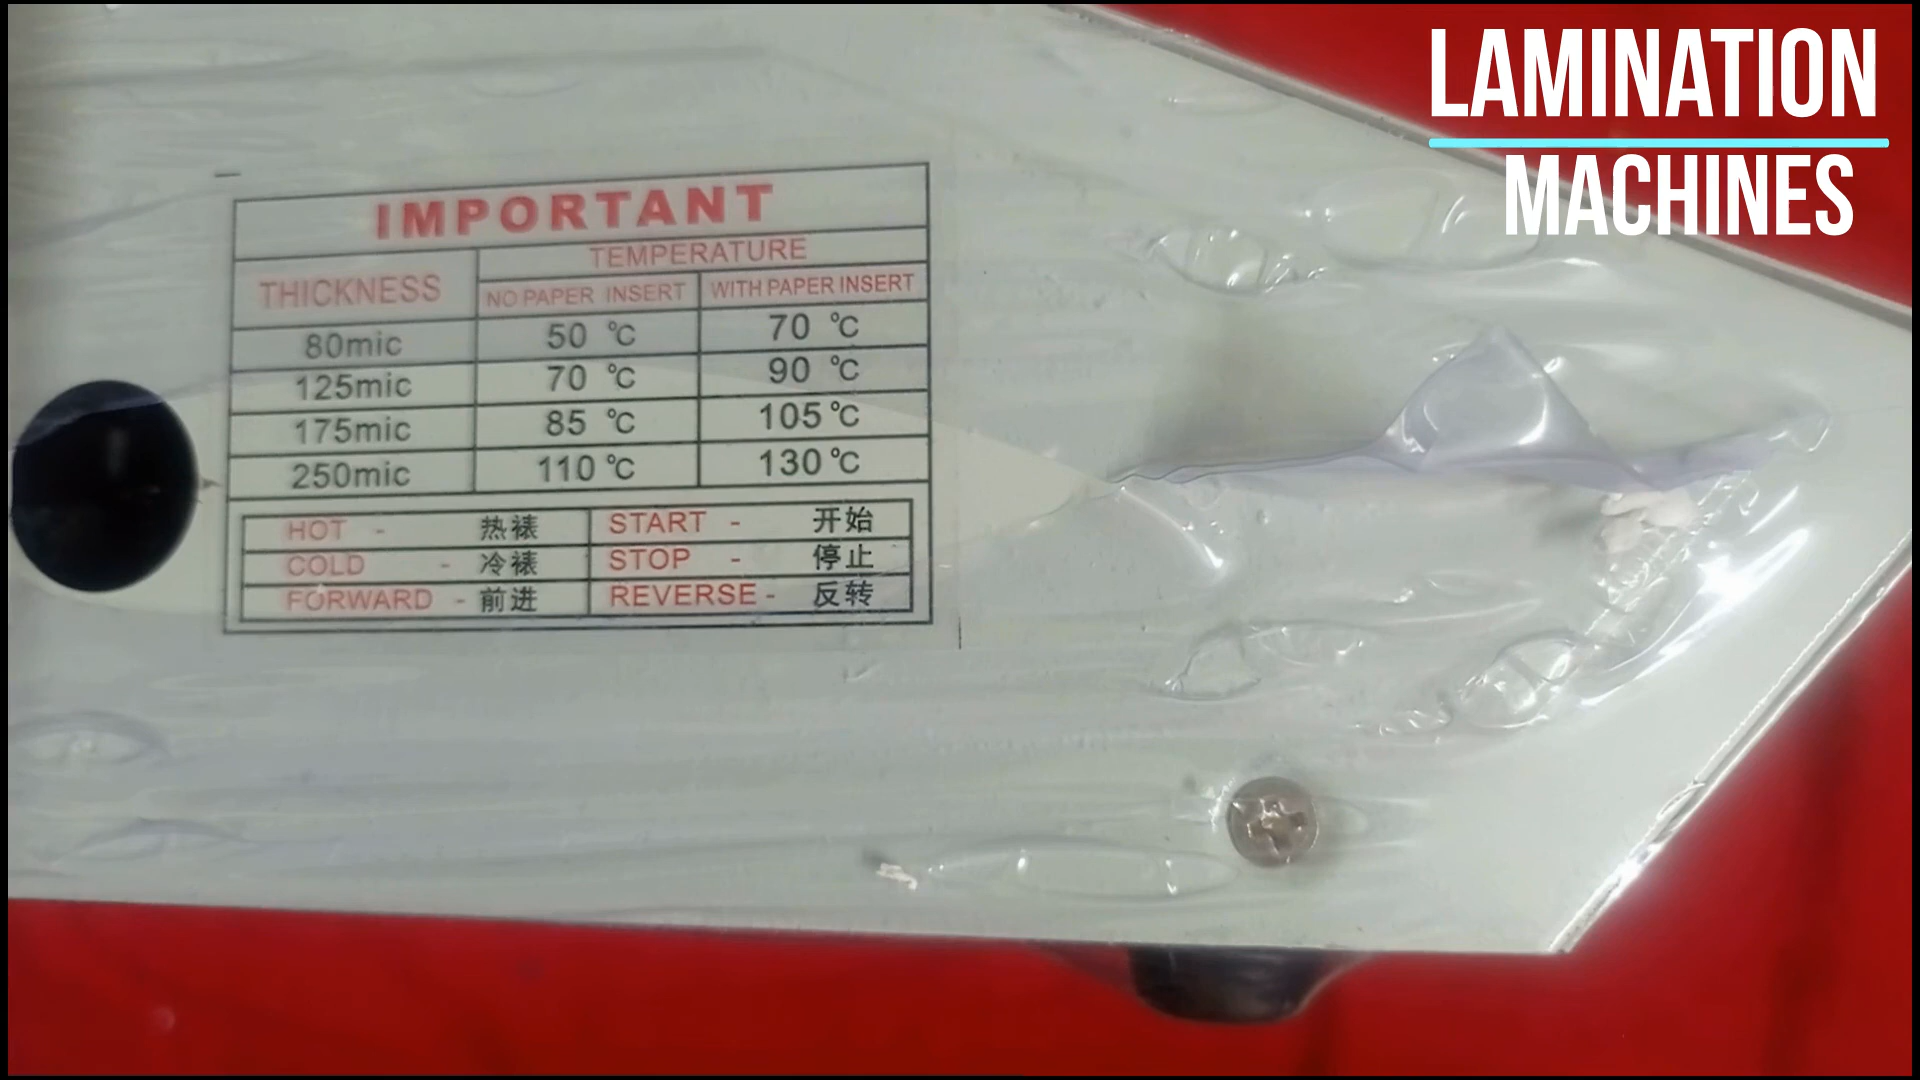 LAMINATION
MACHINES
IMPORTANT
THICKNESS TEMPERATURE
NO PAPER INSERT WITH PAPER INSERT
80mic 50 ℃ 70 ℃
125mic 70 ℃ 90 ℃
175mic 85 ℃ 105 ℃
250mic 110 ℃ 130 ℃
HOT - 热裱 START - 开始
COLD - 冷裱 STOP - 停止
FORWARD - 前进 REVERSE - 反转